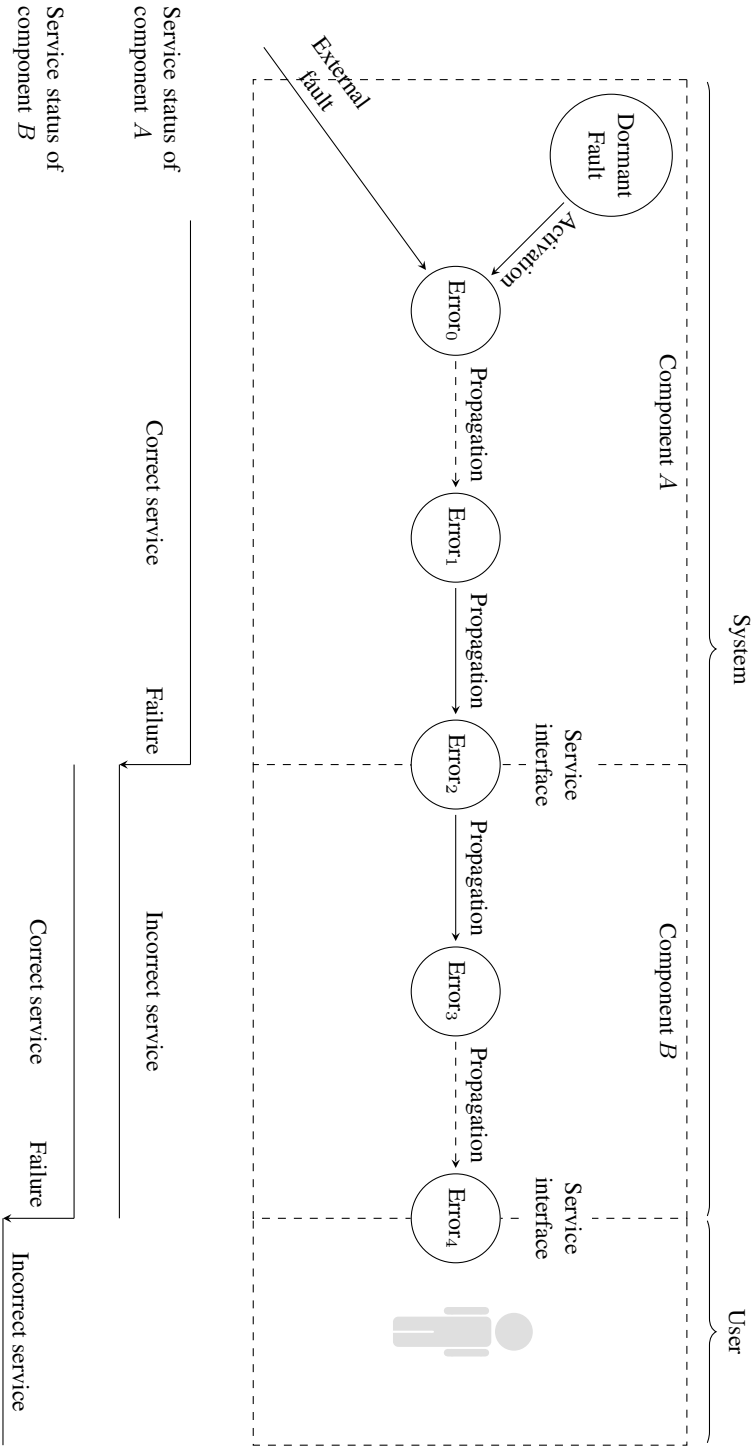 System
User
Component A
Component B
Dormant
Fault
Activation
External
fault
Service
interface
Service
interface
Error₀
Propagation
Error₁
Propagation
Error₂
Propagation
Error₃
Propagation
Error₄
Service status of
component A
Correct service
Failure
Incorrect service
Service status of
component B
Correct service
Failure
Incorrect service